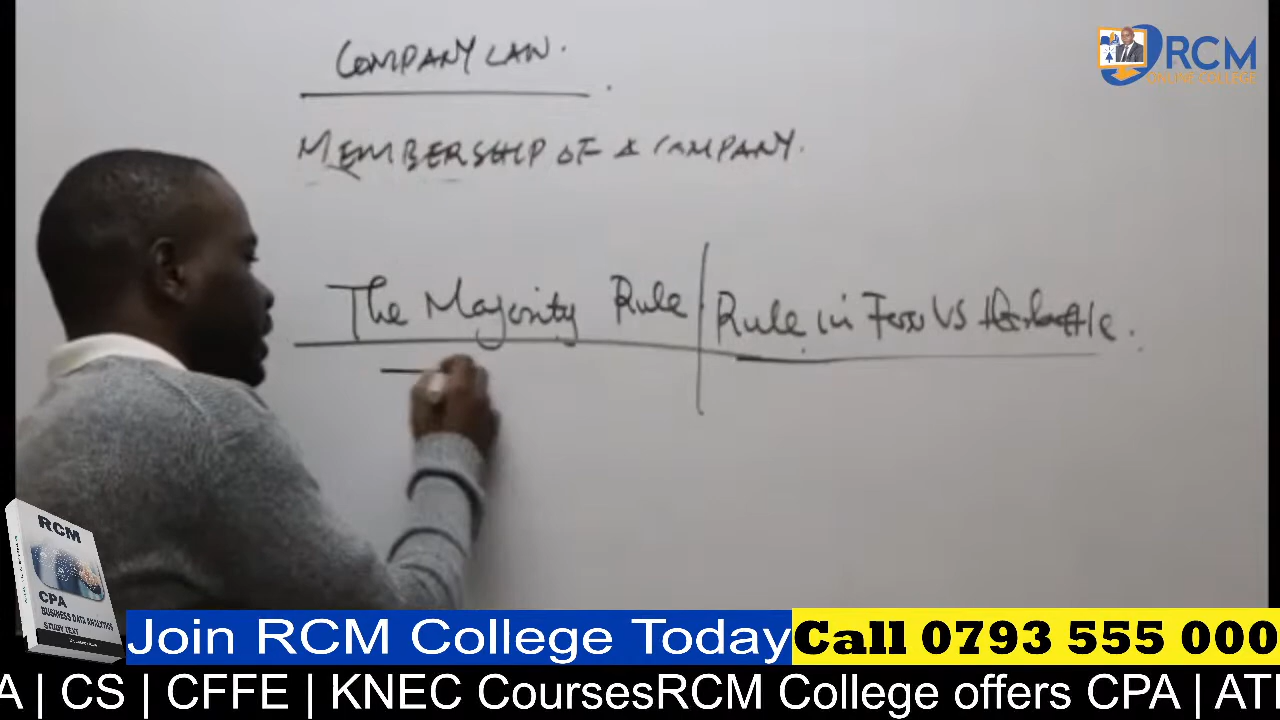 COMPANY LAW.
RCM
ONLINE COLLEGE
MEMBERSHIP OF A COMPANY.
The Majority Rule | Rule in Foss VS Harbottle.
RCM
CPA
BUSINESS DATA ANALYTICS
STUDY TEXT
Join RCM College Today
Call 0793 555 000
A | CS | CFFE | KNEC CoursesRCM College offers CPA | ATI